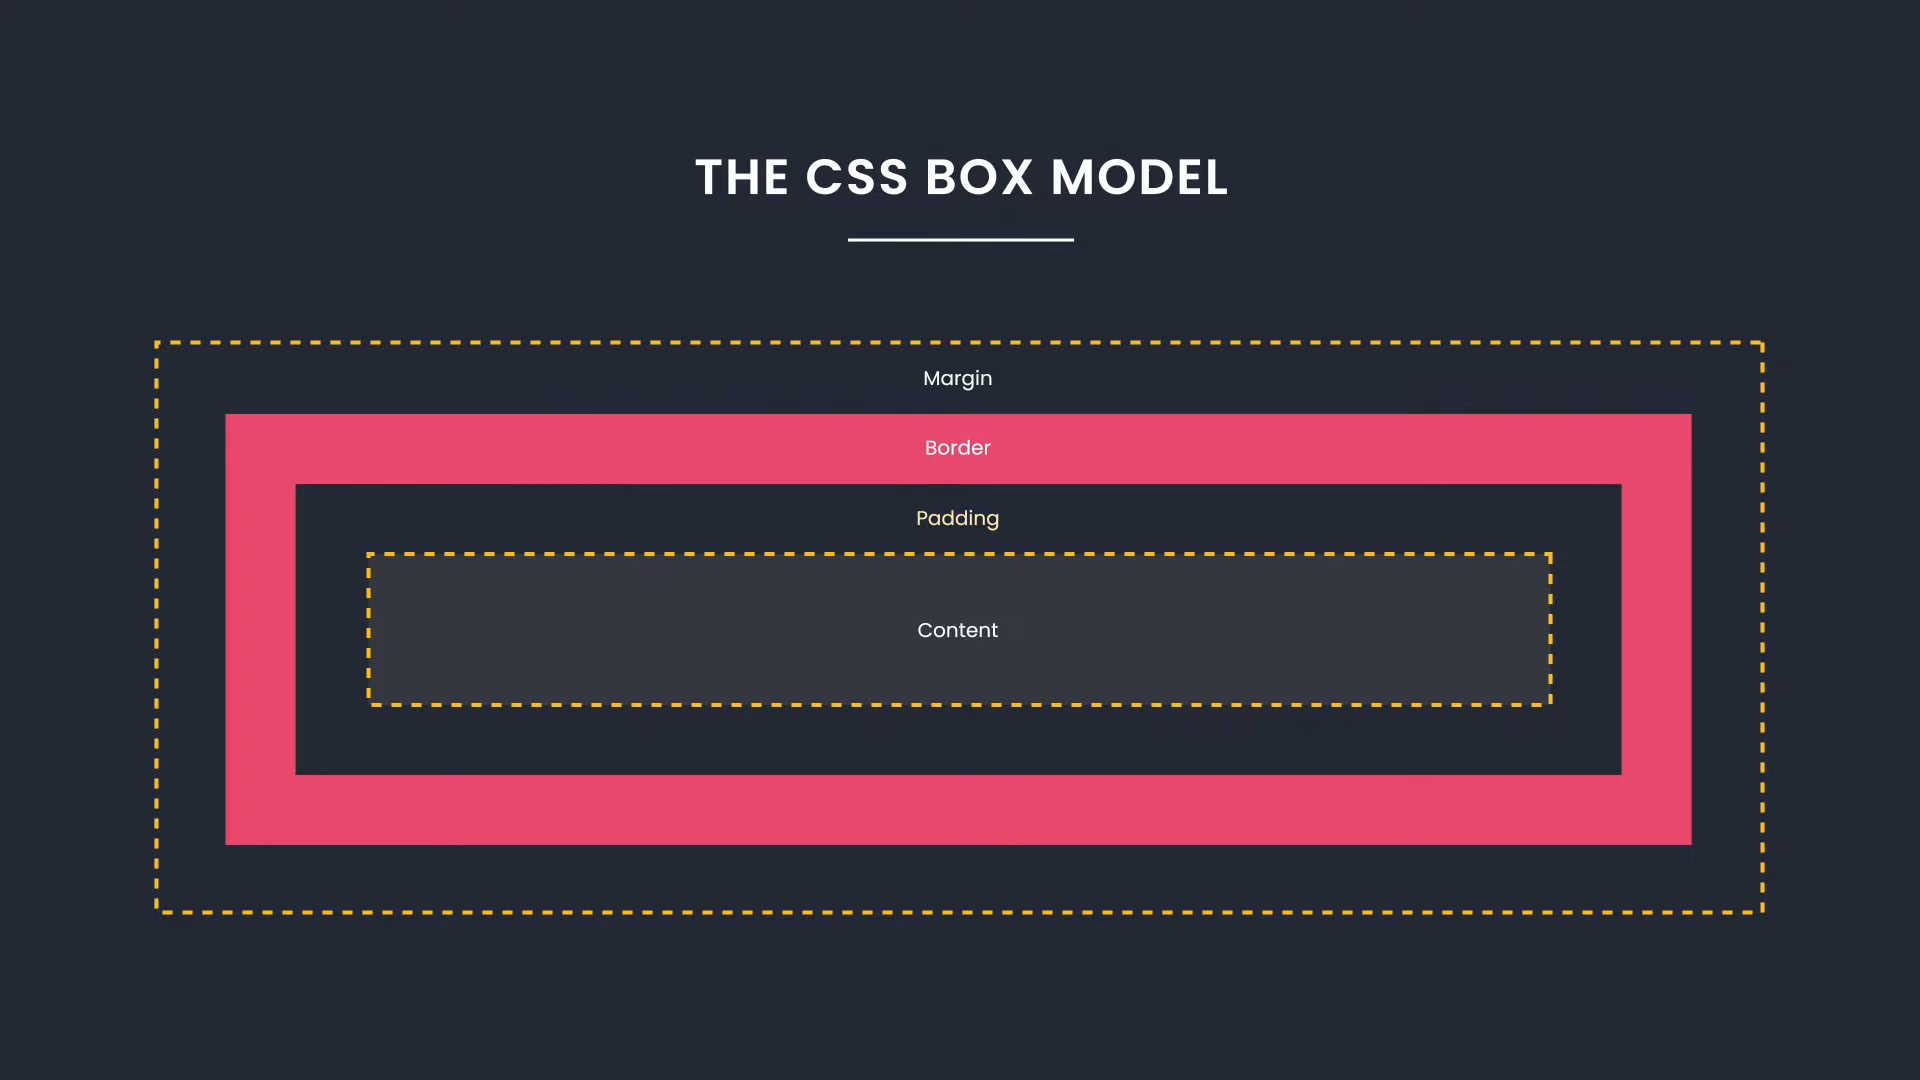 THE CSS BOX MODEL
Margin
Border
Padding
Content